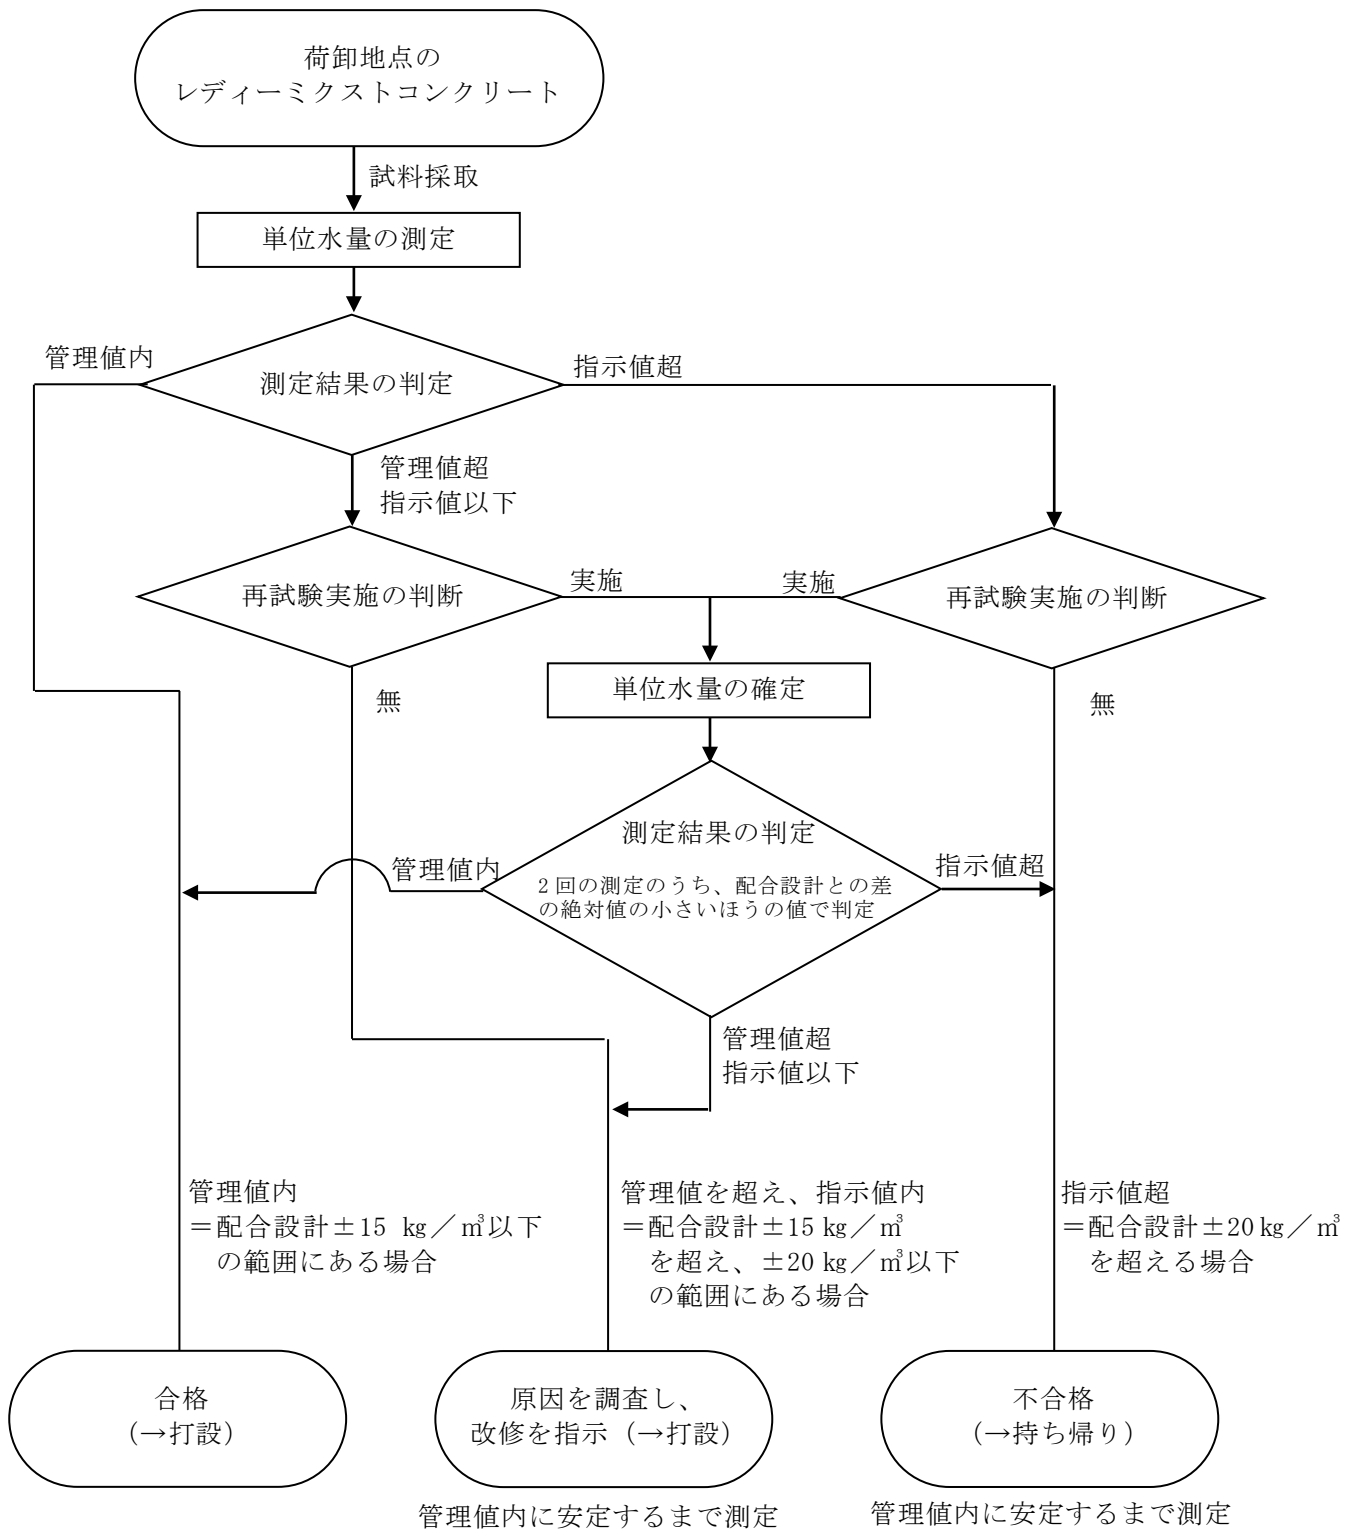 荷卸地点の
レディーミクストコンクリート
試料採取
単位水量の測定
管理値内
測定結果の判定
指示値超
管理値超
指示値以下
再試験実施の判断
実施
実施
再試験実施の判断
無
単位水量の確定
無
測定結果の判定
2回の測定のうち、配合設計との差
の絶対値の小さいほうの値で判定
管理値内
指示値超
管理値超
指示値以下
管理値内
＝配合設計±15 ㎏／㎥以下
の範囲にある場合
管理値を超え、指示値内
＝配合設計±15 ㎏／㎥
を超え、±20 ㎏／㎥以下
の範囲にある場合
指示値超
＝配合設計±20 ㎏／㎥
を超える場合
合格
（→打設）
原因を調査し、
改修を指示（→打設）
不合格
（→持ち帰り）
管理値内に安定するまで測定
管理値内に安定するまで測定